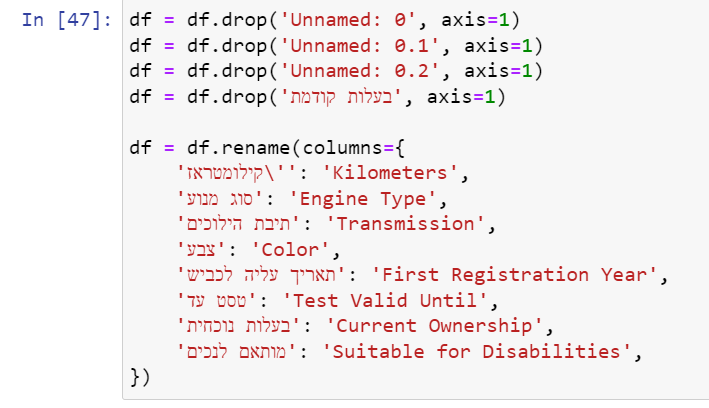 In [47]: df = df.drop('Unnamed: 0', axis=1)
df = df.drop('Unnamed: 0.1', axis=1)
df = df.drop('Unnamed: 0.2', axis=1)
df = df.drop('בעלות קודמת', axis=1)
df = df.rename(columns={
'קילומטראז\'': 'Kilometers',
'סוג מנוע': 'Engine Type',
'תיבת הילוכים': 'Transmission',
'צבע': 'Color',
'תאריך עליה לכביש': 'First Registration Year',
'טסט עד': 'Test Valid Until',
'בעלות נוכחית': 'Current Ownership',
'מותאם לנכים': 'Suitable for Disabilities',
})